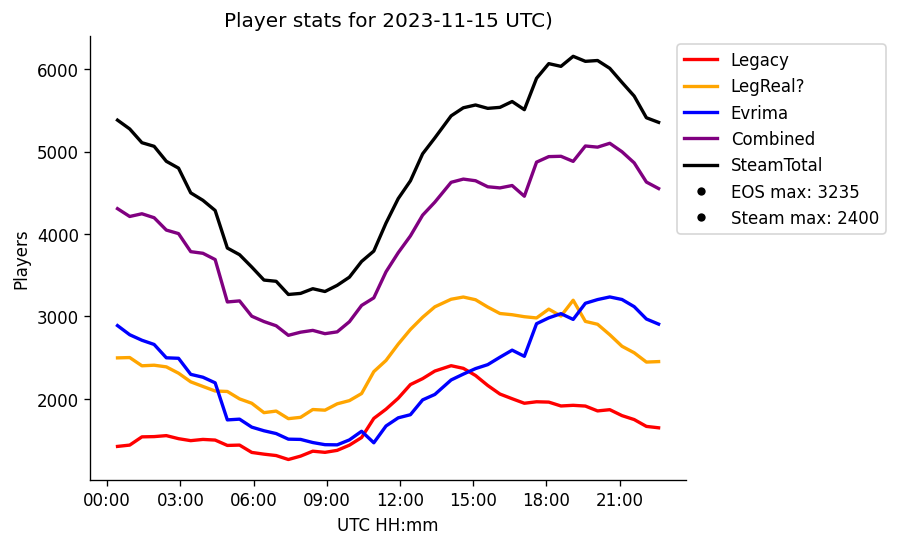 Player stats for 2023-11-15 UTC)
Legacy
LegReal?
Evrima
Combined
SteamTotal
EOS max: 3235
Steam max: 2400
Players
6000
5000
4000
3000
2000
00:00 03:00 06:00 09:00 12:00 15:00 18:00 21:00
UTC HH:mm